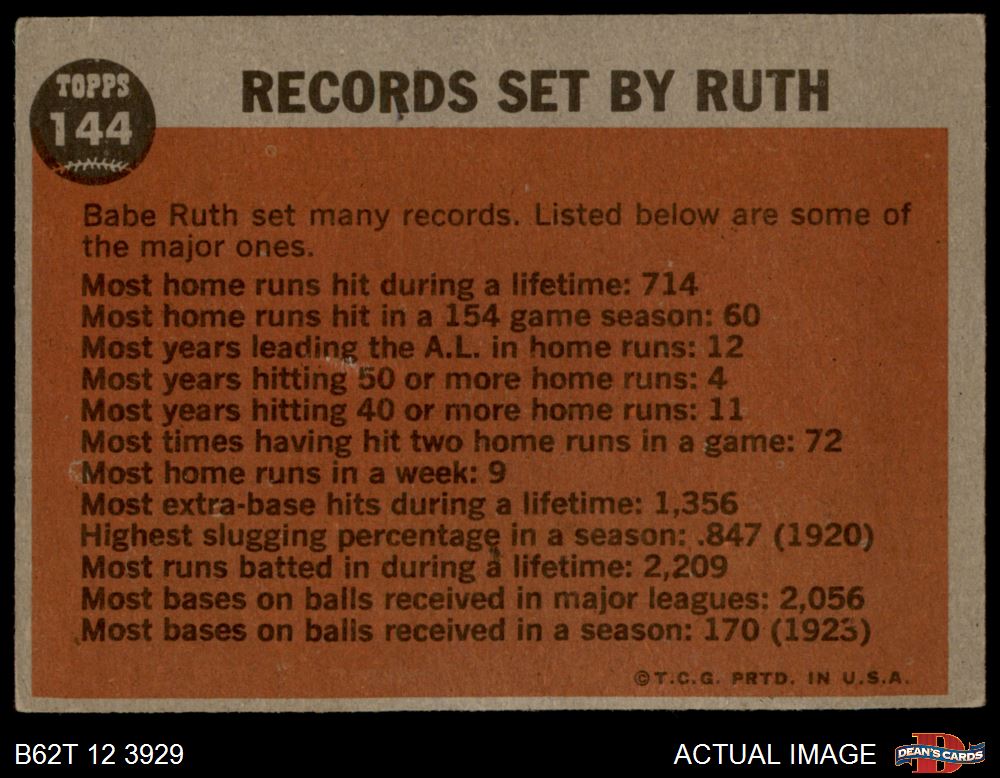 TOPPS
144
RECORDS SET BY RUTH
Babe Ruth set many records. Listed below are some of
the major ones.
Most home runs hit during a lifetime: 714
Most home runs hit in a 154 game season: 60
Most years leading the A.L. in home runs: 12
Most years hitting 50 or more home runs: 4
Most years hitting 40 or more home runs: 11
Most times having hit two home runs in a game: 72
Most home runs in a week: 9
Most extra-base hits during a lifetime: 1,356
Highest slugging percentage in a season: .847 (1920)
Most runs batted in during a lifetime: 2,209
Most bases on balls received in major leagues: 2,056
Most bases on balls received in a season: 170 (1923)
©T.C.G. PRTD. IN U.S.A.
B62T 12 3929
ACTUAL IMAGE
DEAN'S CARDS